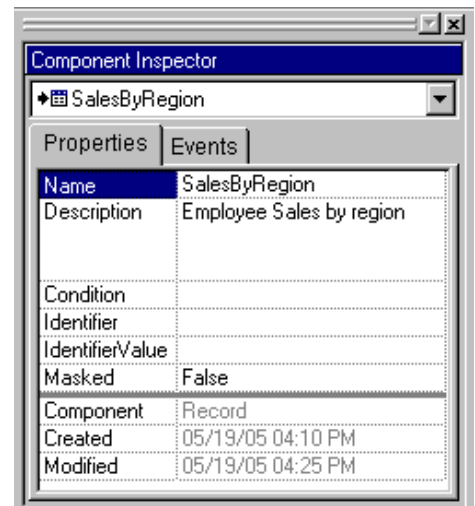 Component Inspector
SalesByRegion
Properties Events
Name SalesByRegion
Description Employee Sales by region
Condition
Identifier
IdentifierValue
Masked False
Component Record
Created 05/19/05 04:10 PM
Modified 05/19/05 04:25 PM